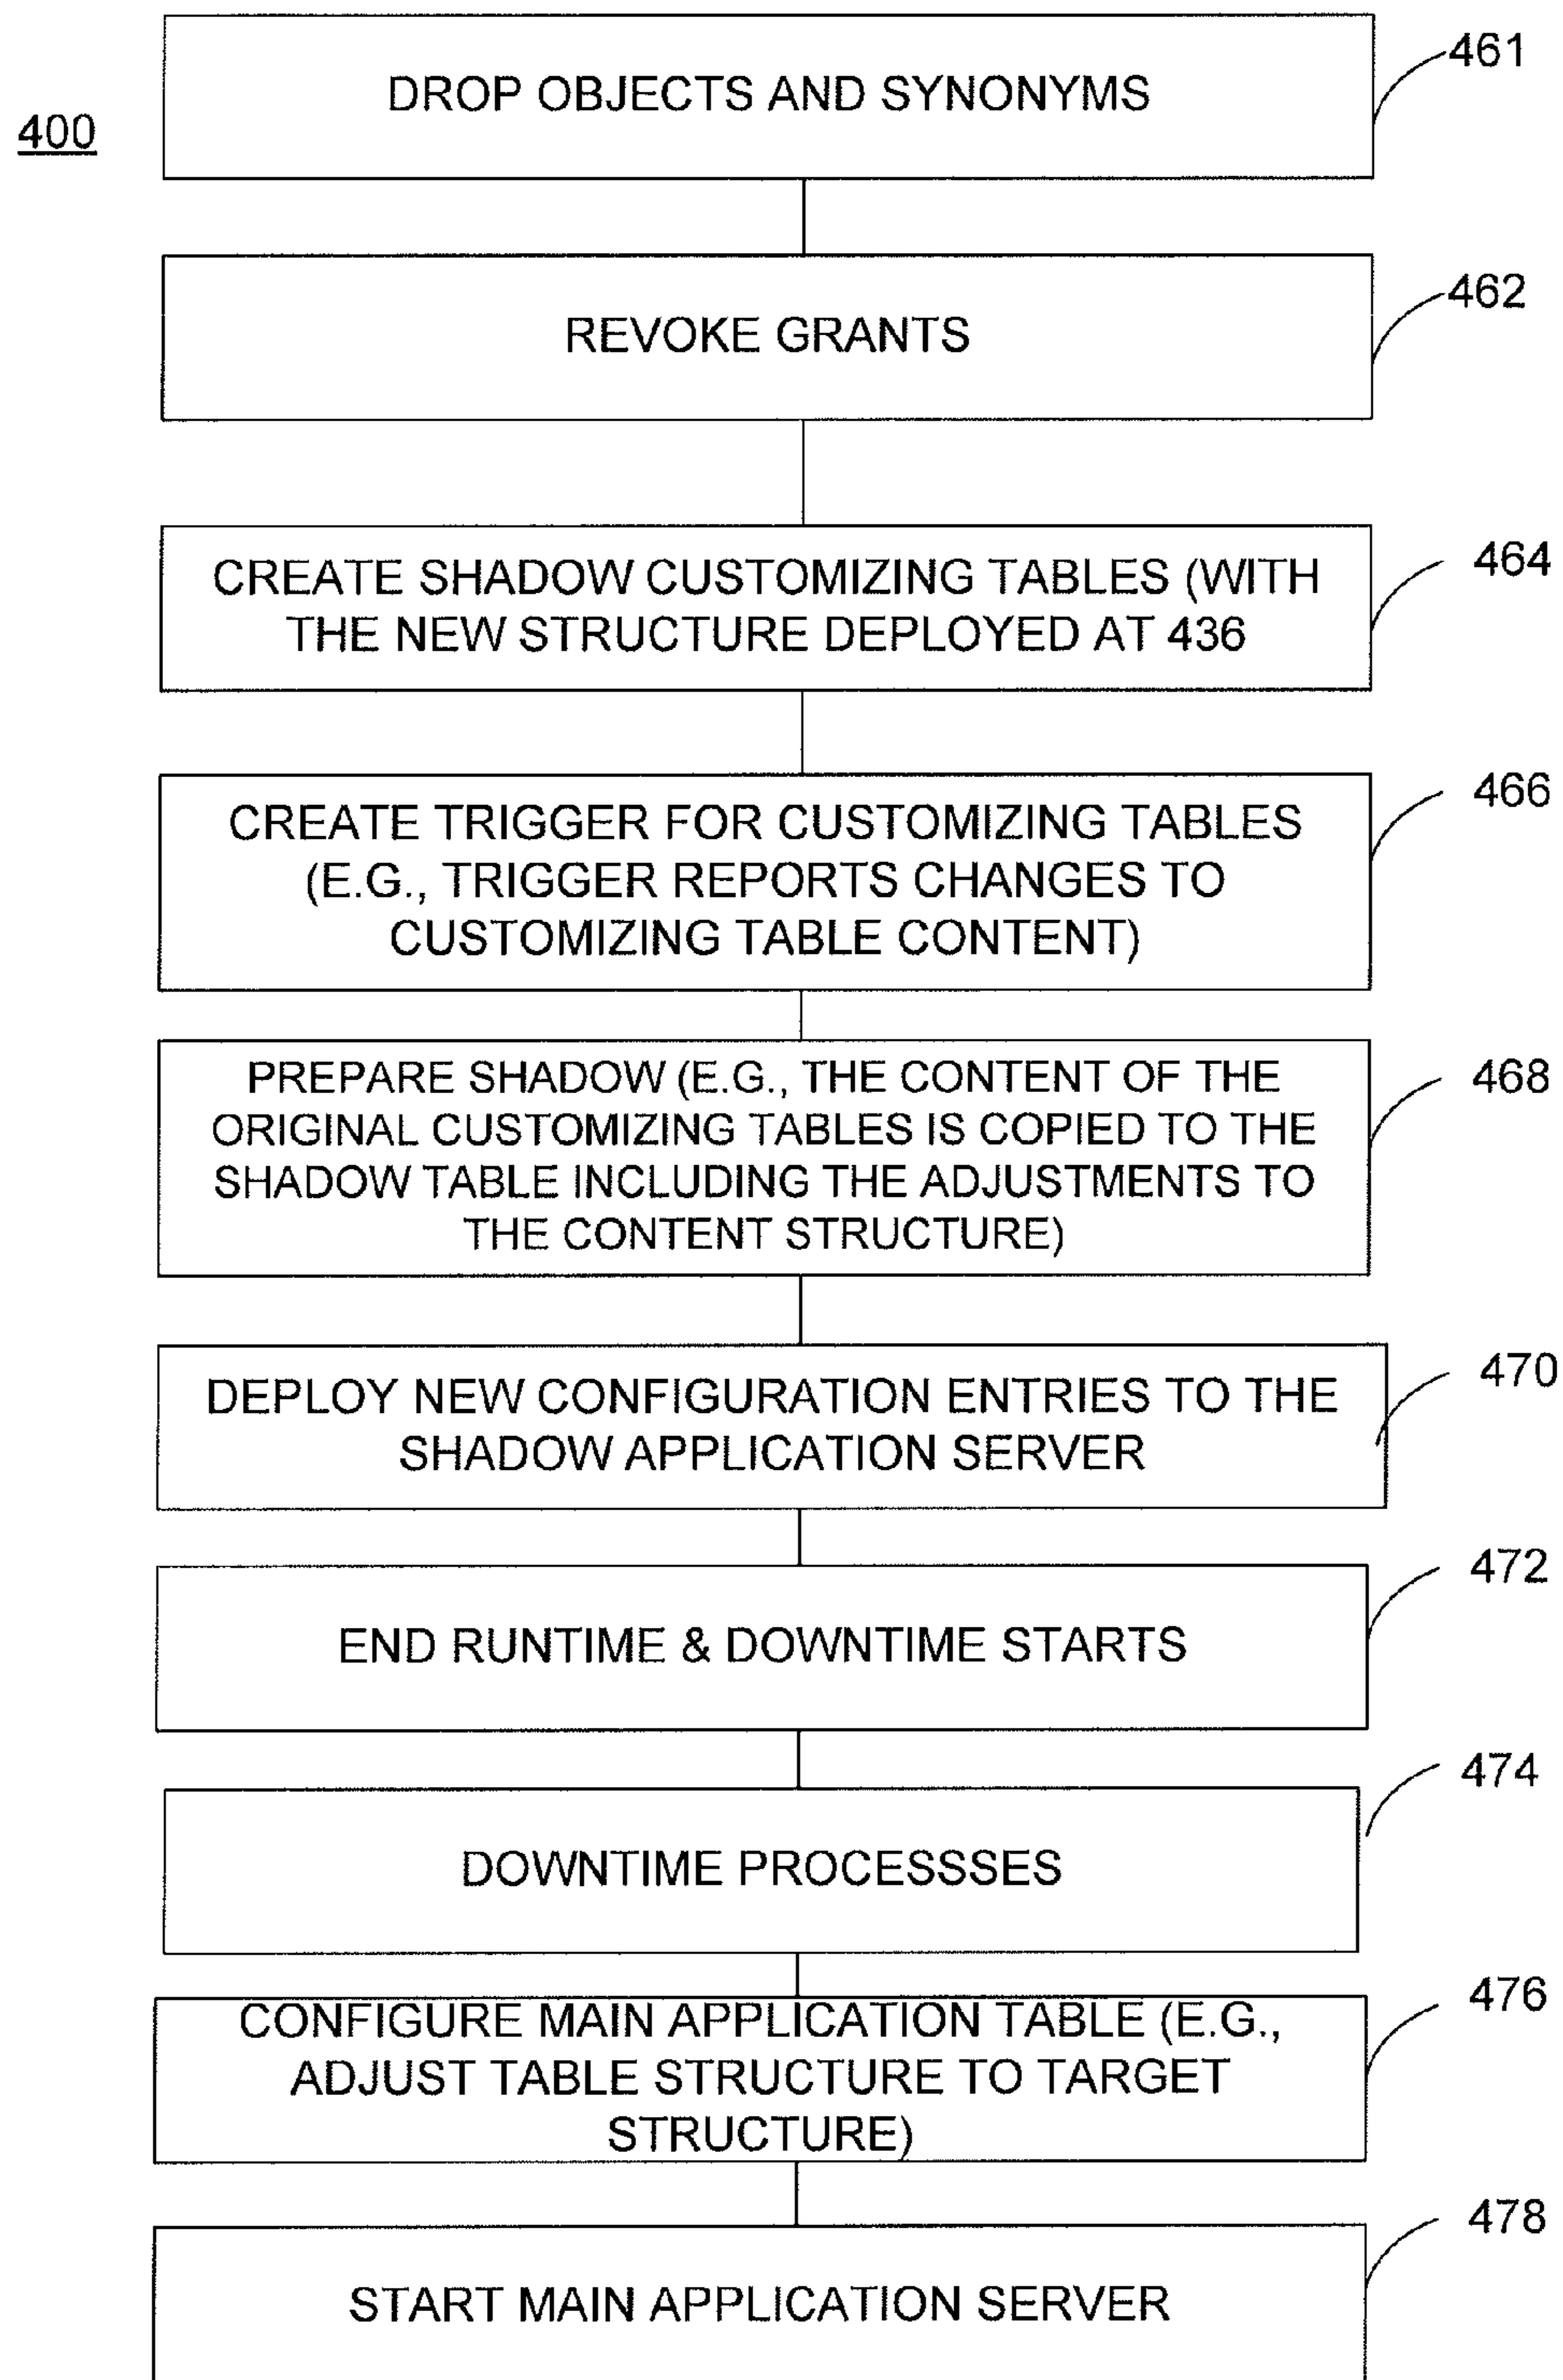 400
DROP OBJECTS AND SYNONYMS
461
REVOKE GRANTS
462
CREATE SHADOW CUSTOMIZING TABLES (WITH
THE NEW STRUCTURE DEPLOYED AT 436
464
CREATE TRIGGER FOR CUSTOMIZING TABLES
(E.G., TRIGGER REPORTS CHANGES TO
CUSTOMIZING TABLE CONTENT)
466
PREPARE SHADOW (E.G., THE CONTENT OF THE
ORIGINAL CUSTOMIZING TABLES IS COPIED TO THE
SHADOW TABLE INCLUDING THE ADJUSTMENTS TO
THE CONTENT STRUCTURE)
468
DEPLOY NEW CONFIGURATION ENTRIES TO THE
SHADOW APPLICATION SERVER
470
END RUNTIME & DOWNTIME STARTS
472
DOWNTIME PROCESSSES
474
CONFIGURE MAIN APPLICATION TABLE (E.G.,
ADJUST TABLE STRUCTURE TO TARGET
STRUCTURE)
476
START MAIN APPLICATION SERVER
478